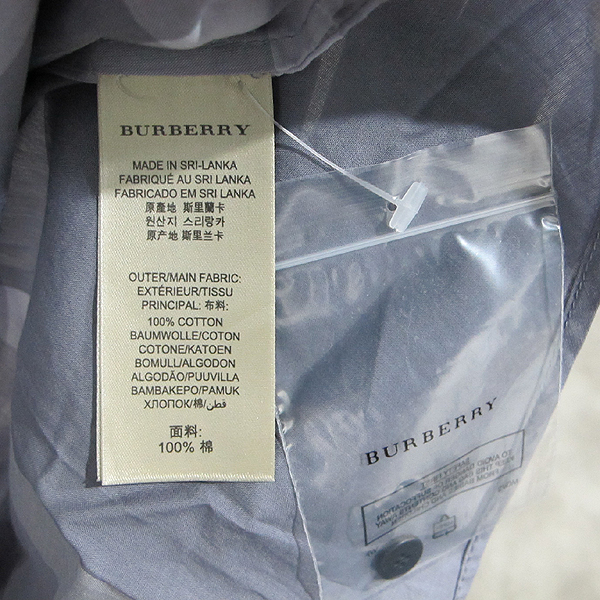 BURBERRY
MADE IN SRI-LANKA
FABRIQUÉ AU SRI LANKA
FABRICADO EM SRI LANKA
原產地 斯里蘭卡
원산지 스리랑카
原产地 斯里兰卡
OUTER/MAIN FABRIC:
EXTÉRIEUR/TISSU
PRINCIPAL: 布料:
100% COTTON
BAUMWOLLE/COTON
COTONE/KATOEN
BOMULL/ALGODON
ALGODÃO/PUUVILLA
ΒΑΜΒΑΚΕΡΟ/PAMUK
ХЛОПОК/棉/قطن
面料:
100% 棉
BURBERRY